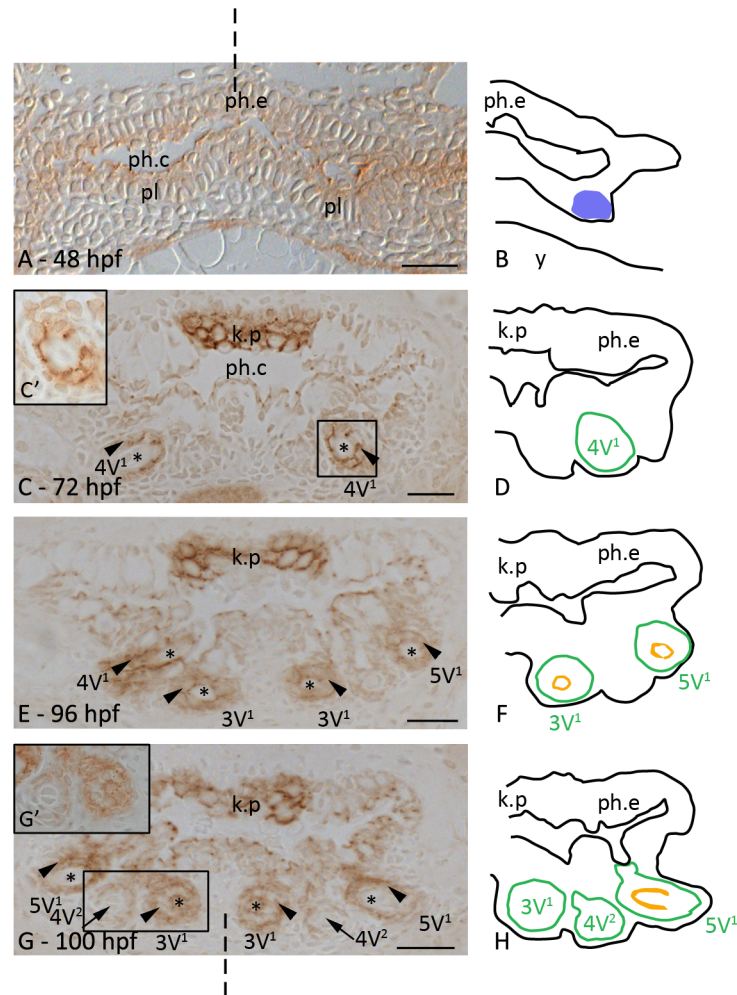 ph.e
ph.c
pl
pl
A - 48 hpf
ph.e
B
y
C'
k.p
ph.c
*
*
4V¹
4V¹
C - 72 hpf
k.p
ph.e
4V¹
D
k.p
*
*
*
*
4V¹
5V¹
3V¹
3V¹
E - 96 hpf
k.p
ph.e
5V¹
3V¹
F
G'
k.p
*
*
*
*
5V¹
4V²
5V¹
4V²
3V¹
3V¹
G - 100 hpf
k.p
ph.e
3V¹
4V²
5V¹
H